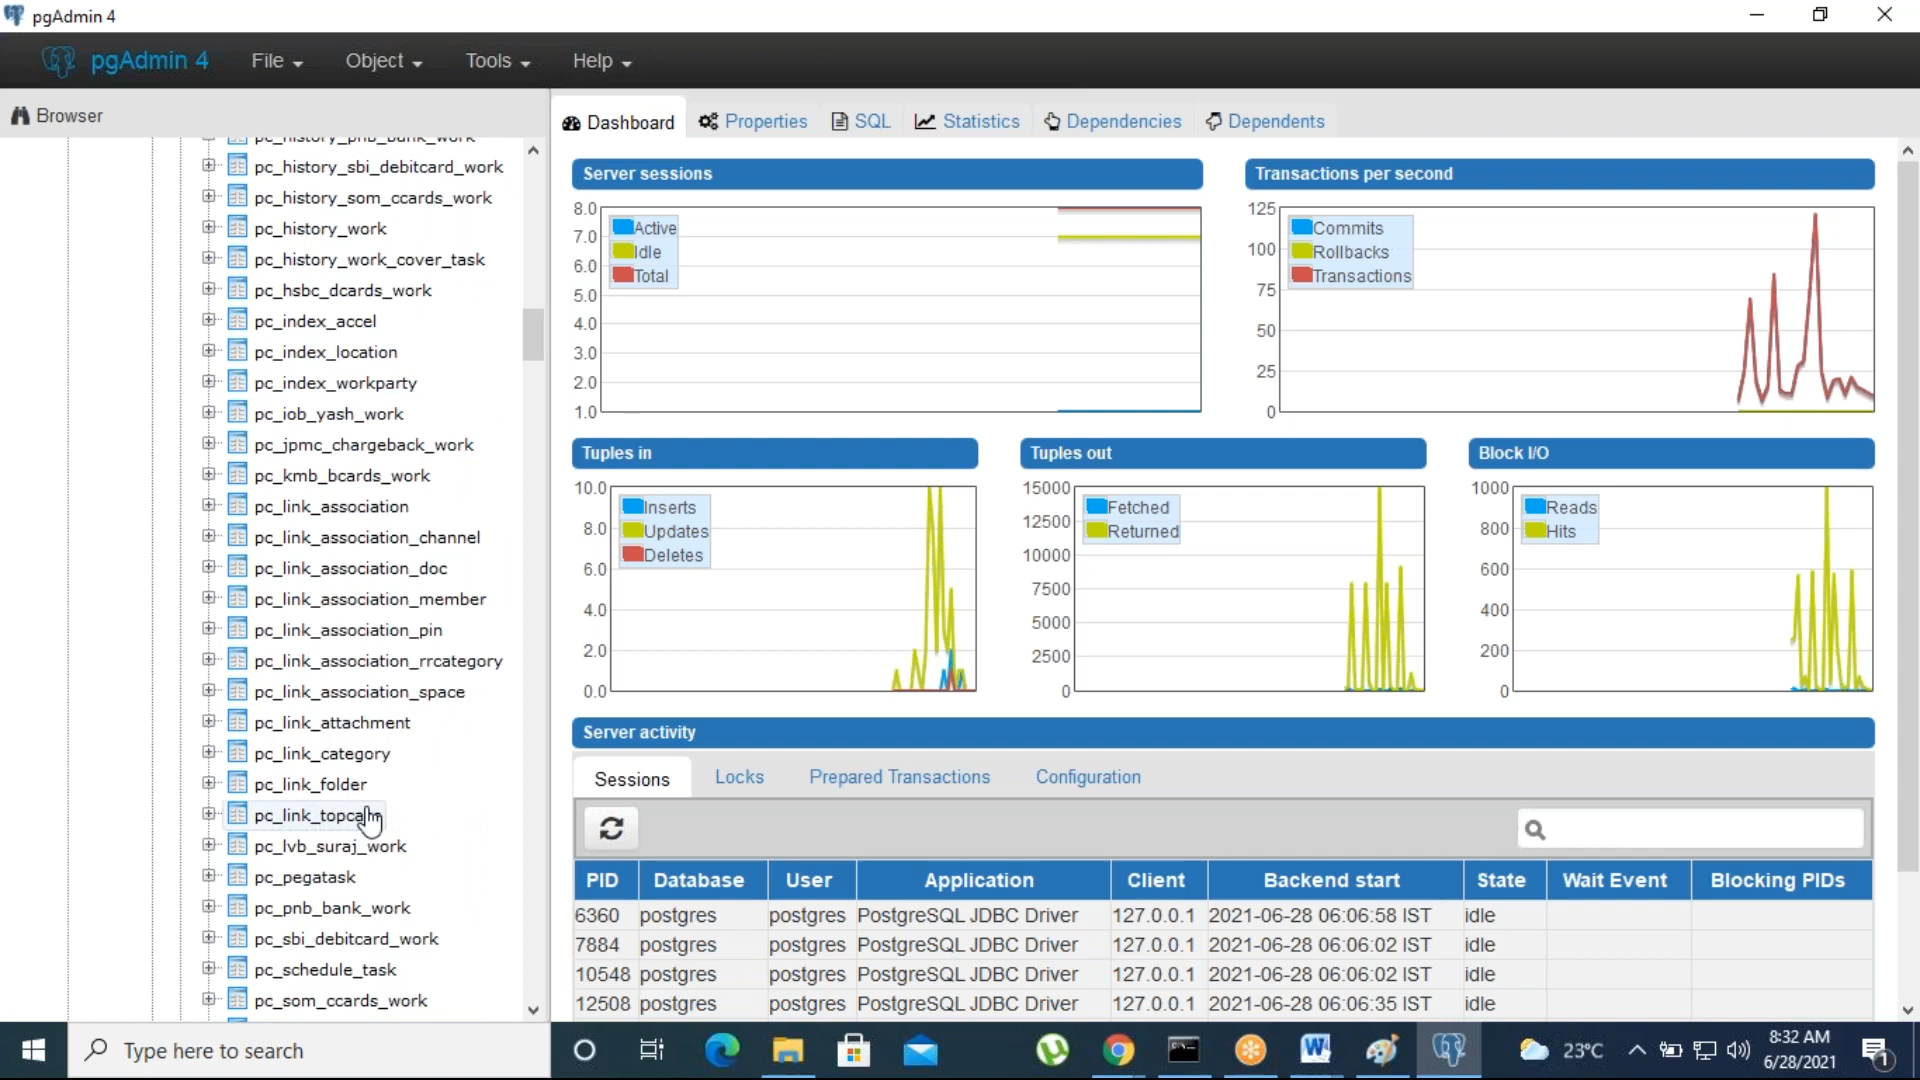 pgAdmin 4
pgAdmin 4 File Object Tools Help
Browser
Dashboard Properties SQL Statistics Dependencies Dependents
pc_history_pnb_bank_work
pc_history_sbi_debitcard_work
pc_history_som_ccards_work
pc_history_work
pc_history_work_cover_task
pc_hsbc_dcards_work
pc_index_accel
pc_index_location
pc_index_workparty
pc_iob_yash_work
pc_jpmc_chargeback_work
pc_kmb_bcards_work
pc_link_association
pc_link_association_channel
pc_link_association_doc
pc_link_association_member
pc_link_association_pin
pc_link_association_rrcategory
pc_link_association_space
pc_link_attachment
pc_link_category
pc_link_folder
pc_lvb_suraj_work
pc_pegatask
pc_pnb_bank_work
pc_sbi_debitcard_work
pc_schedule_task
pc_som_ccards_work
Server sessions
8.0
7.0
6.0
5.0
4.0
3.0
2.0
1.0
Active
Idle
Total
Transactions per second
125
100
75
50
25
0
Commits
Rollbacks
Transactions
Tuples in
10.0
8.0
6.0
4.0
2.0
0.0
Inserts
Updates
Deletes
Tuples out
15000
12500
10000
7500
5000
2500
0
Fetched
Returned
Block I/O
1000
800
600
400
200
0
Reads
Hits
Server activity
Sessions Locks Prepared Transactions Configuration
PID Database User Application Client Backend start State Wait Event Blocking PIDs
6360 postgres postgres PostgreSQL JDBC Driver 127.0.0.1 2021-06-28 06:06:58 IST idle
7884 postgres postgres PostgreSQL JDBC Driver 127.0.0.1 2021-06-28 06:06:02 IST idle
10548 postgres postgres PostgreSQL JDBC Driver 127.0.0.1 2021-06-28 06:06:02 IST idle
12508 postgres postgres PostgreSQL JDBC Driver 127.0.0.1 2021-06-28 06:06:35 IST idle
Type here to search
23°C
8:32 AM
6/28/2021
1